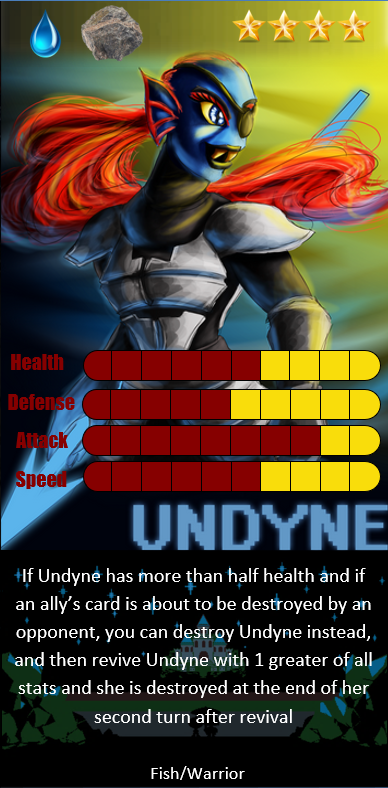 Health
Defense
Attack
Speed
UNDYNE
If Undyne has more than half health and if
an ally's card is about to be destroyed by an
opponent, you can destroy Undyne instead,
and then revive Undyne with 1 greater of all
stats and she is destroyed at the end of her
second turn after revival
Fish/Warrior